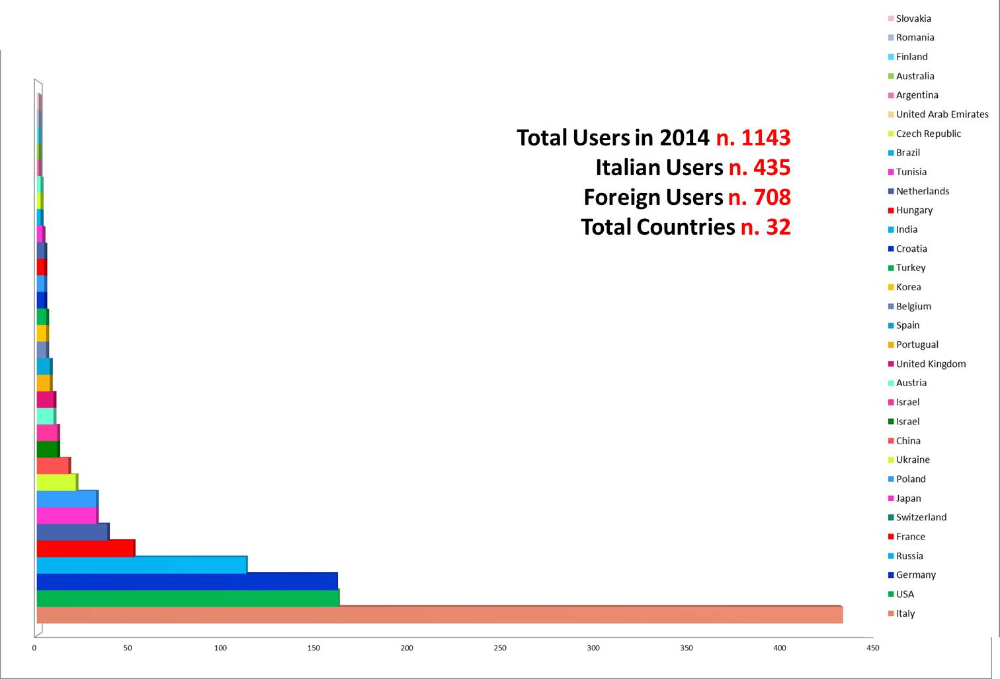 Total Users in 2014 n. 1143
Italian Users n. 435
Foreign Users n. 708
Total Countries n. 32
Slovakia
Romania
Finland
Australia
Argentina
United Arab Emirates
Czech Republic
Brazil
Tunisia
Netherlands
Hungary
India
Croatia
Turkey
Korea
Belgium
Spain
Portugual
United Kingdom
Austria
Israel
Israel
China
Ukraine
Poland
Japan
Switzerland
France
Russia
Germany
USA
Italy
0 50 100 150 200 250 300 350 400 450